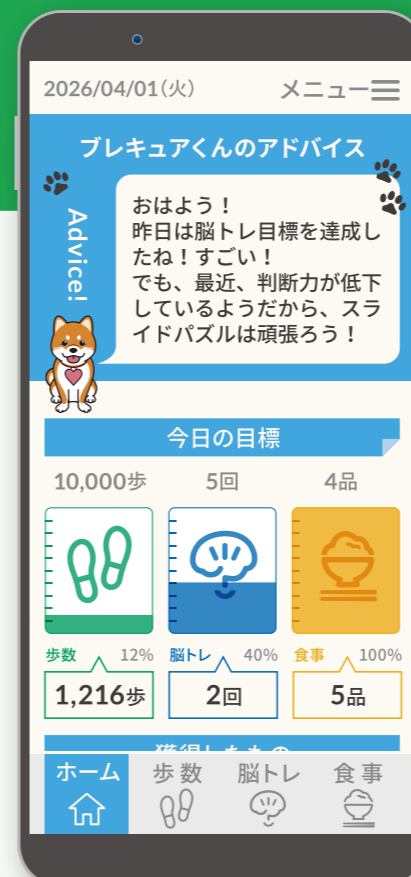 2026/04/01(火)
メニュー
ブレキュアくんのアドバイス
Advice!
おはよう！
昨日は脳トレ目標を達成し
たね！すごい！
でも、最近、判断力が低下
しているようだから、スラ
イドパズルは頑張ろう！
今日の目標
10,000歩 5回 4品
歩数 12% 脳トレ 40% 食事 100%
1,216歩 2回 5品
獲得したもの
ホーム 歩数 脳トレ 食事